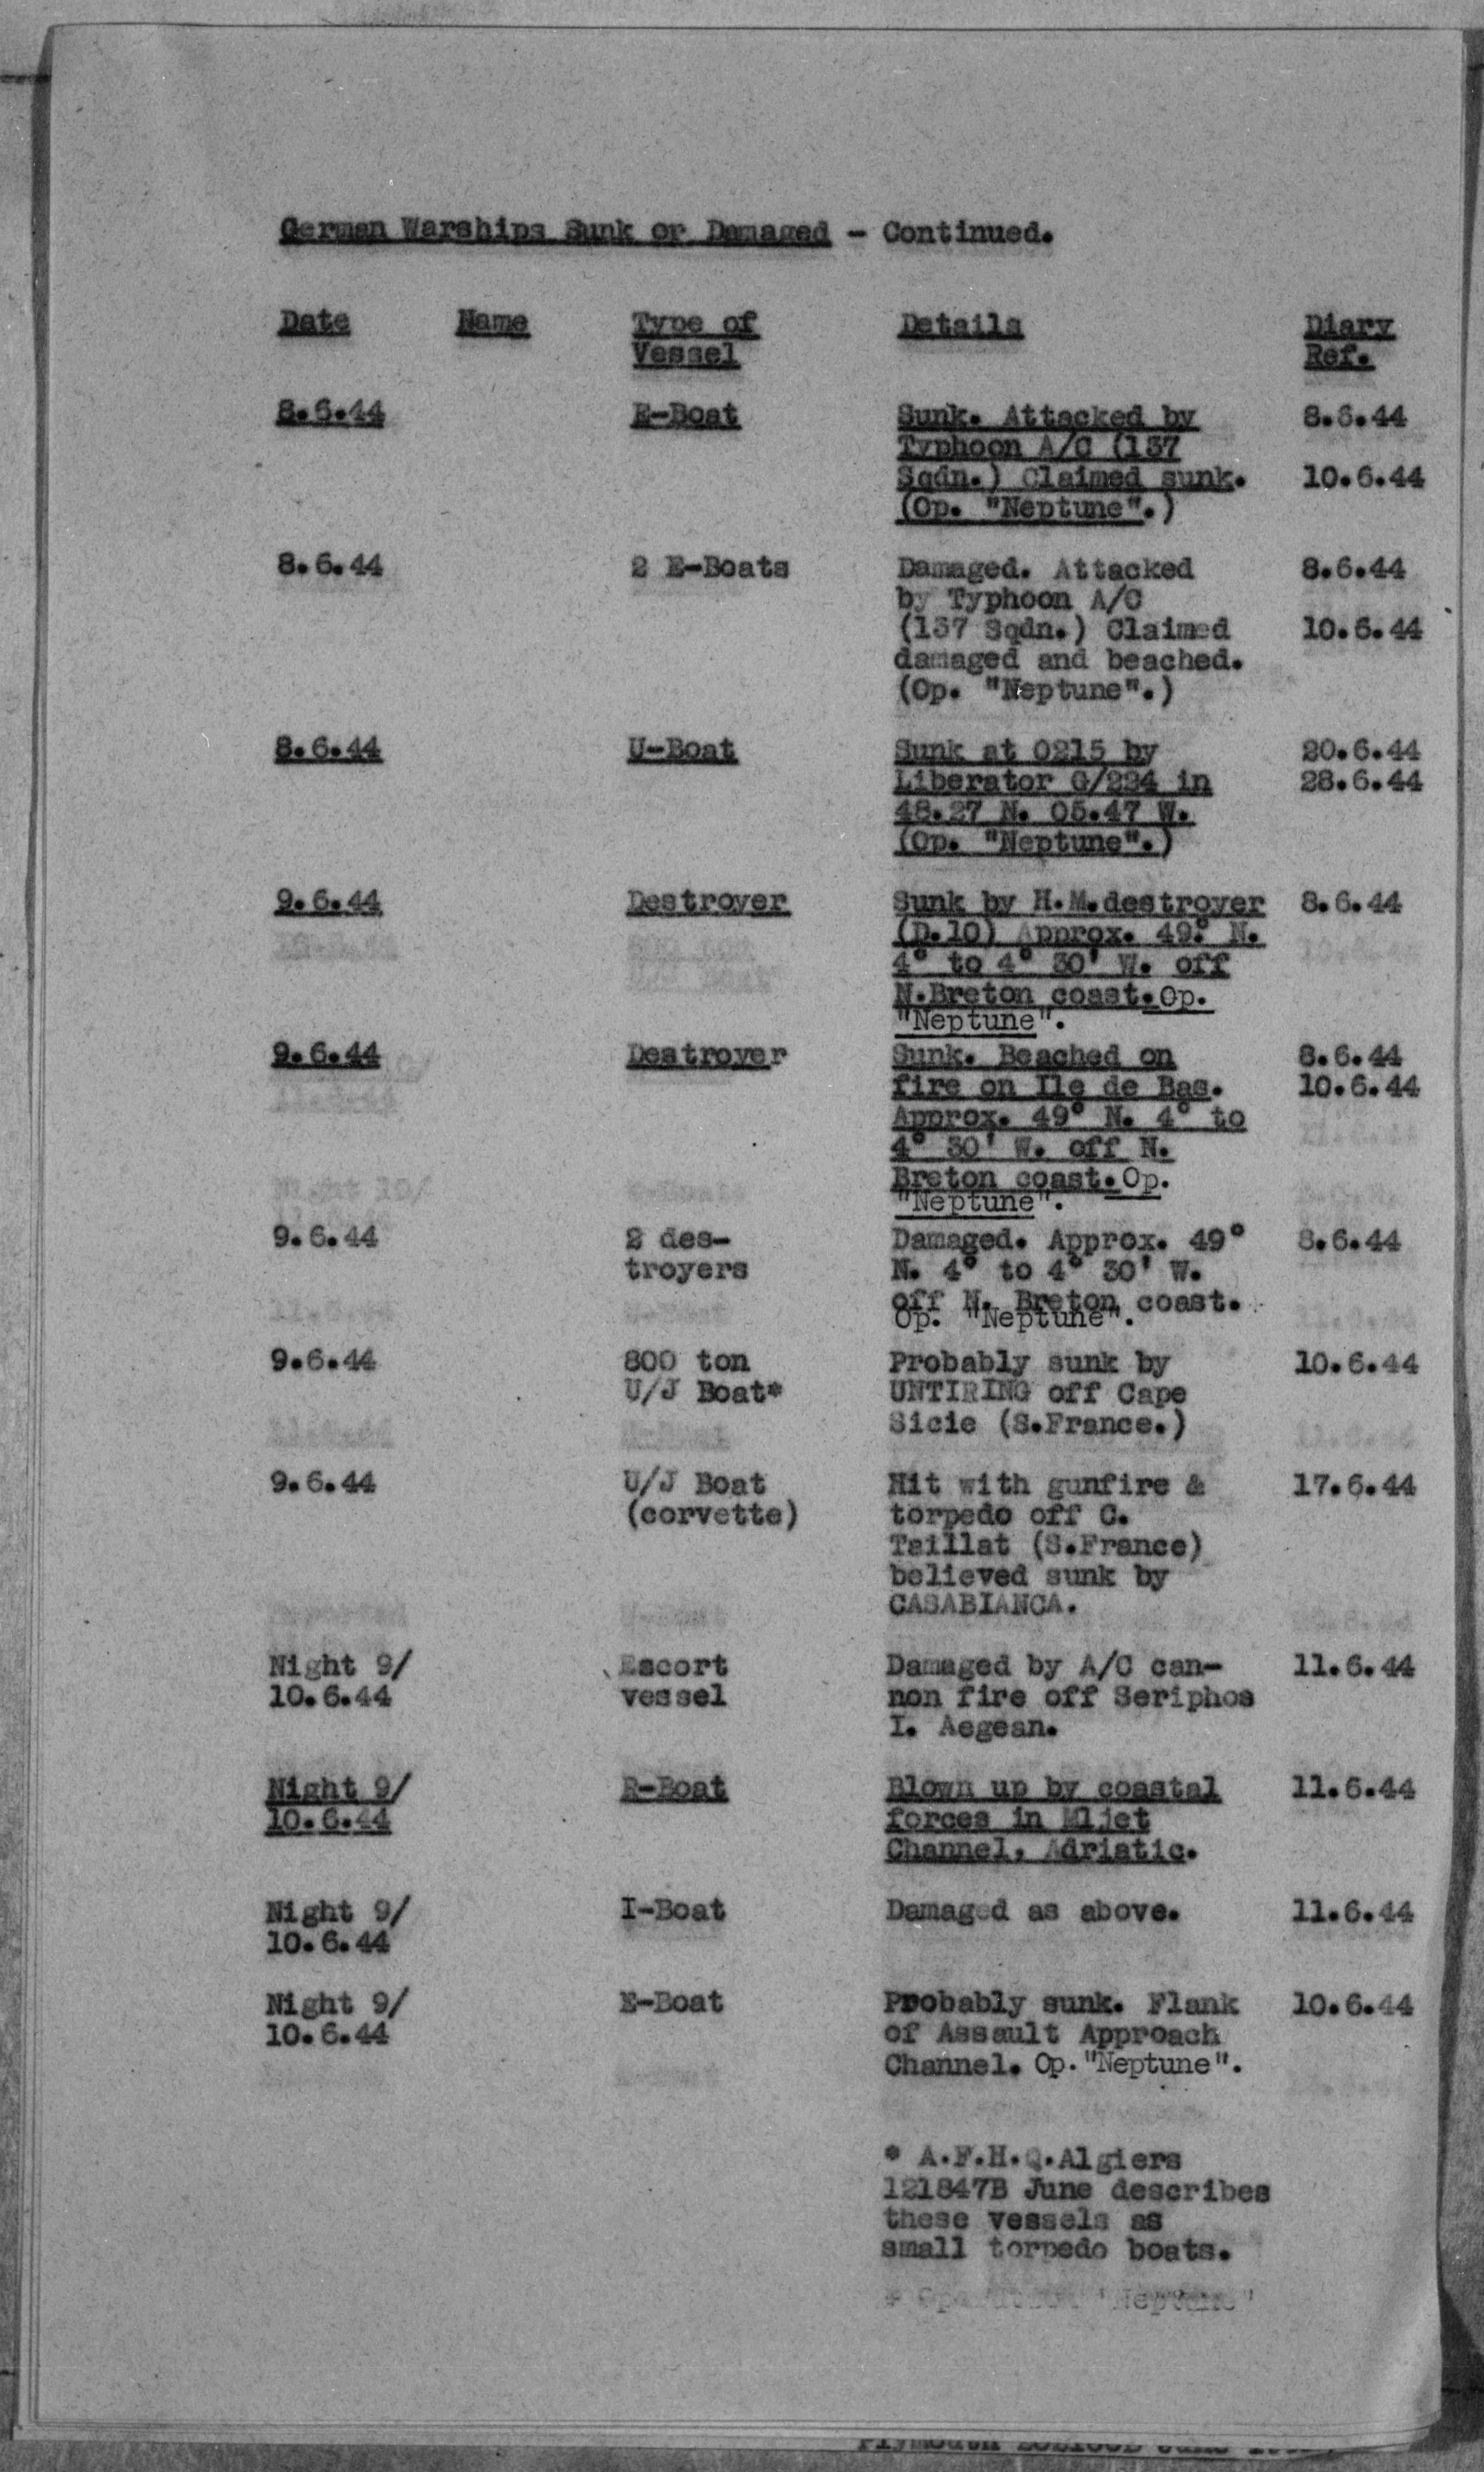 German Warships Sunk or Damaged - Continued.
Date Name Type of Vessel Details Diary Ref.
8.6.44 E-Boat Sunk. Attacked by 8.6.44
Typhoon A/C (137
Sqdn.) Claimed sunk. 10.6.44
(Op. "Neptune".)
8.6.44 2 E-Boats Damaged. Attacked 8.6.44
by Typhoon A/C
(137 Sqdn.) Claimed 10.6.44
damaged and beached.
(Op. "Neptune".)
8.6.44 U-Boat Sunk at 0215 by 20.6.44
Liberator G/224 in 28.6.44
48.27 N. 05.47 W.
(Op. "Neptune".)
9.6.44 Destroyer Sunk by H.M.destroyer 8.6.44
(D.10) Approx. 49° N.
4° to 4° 30' W. off
N.Breton coast. Op.
"Neptune".
9.6.44 Destroyer Sunk. Beached on 8.6.44
fire on Ile de Bas. 10.6.44
Approx. 49° N. 4° to
4° 30' W. off N.
Breton coast. Op.
"Neptune".
9.6.44 2 des- Damaged. Approx. 49° 8.6.44
troyers N. 4° to 4° 30' W.
off N. Breton coast.
Op. "Neptune".
9.6.44 800 ton Probably sunk by 10.6.44
U/J Boat* UNTIRING off Cape
Sicie (S.France.)
9.6.44 U/J Boat Hit with gunfire & 17.6.44
(corvette) torpedo off C.
Taillat (S.France)
believed sunk by
CASABIANCA.
Night 9/ Escort Damaged by A/C can- 11.6.44
10.6.44 vessel non fire off Seriphos
I. Aegean.
Night 9/ R-Boat Blown up by coastal 11.6.44
10.6.44 forces in Mljet
Channel, Adriatic.
Night 9/ I-Boat Damaged as above. 11.6.44
10.6.44
Night 9/ E-Boat Probably sunk. Flank 10.6.44
10.6.44 of Assault Approach
Channel. Op. "Neptune".
* A.F.H.Q.Algiers
121847B June describes
these vessels as
small torpedo boats.
"Neptune"